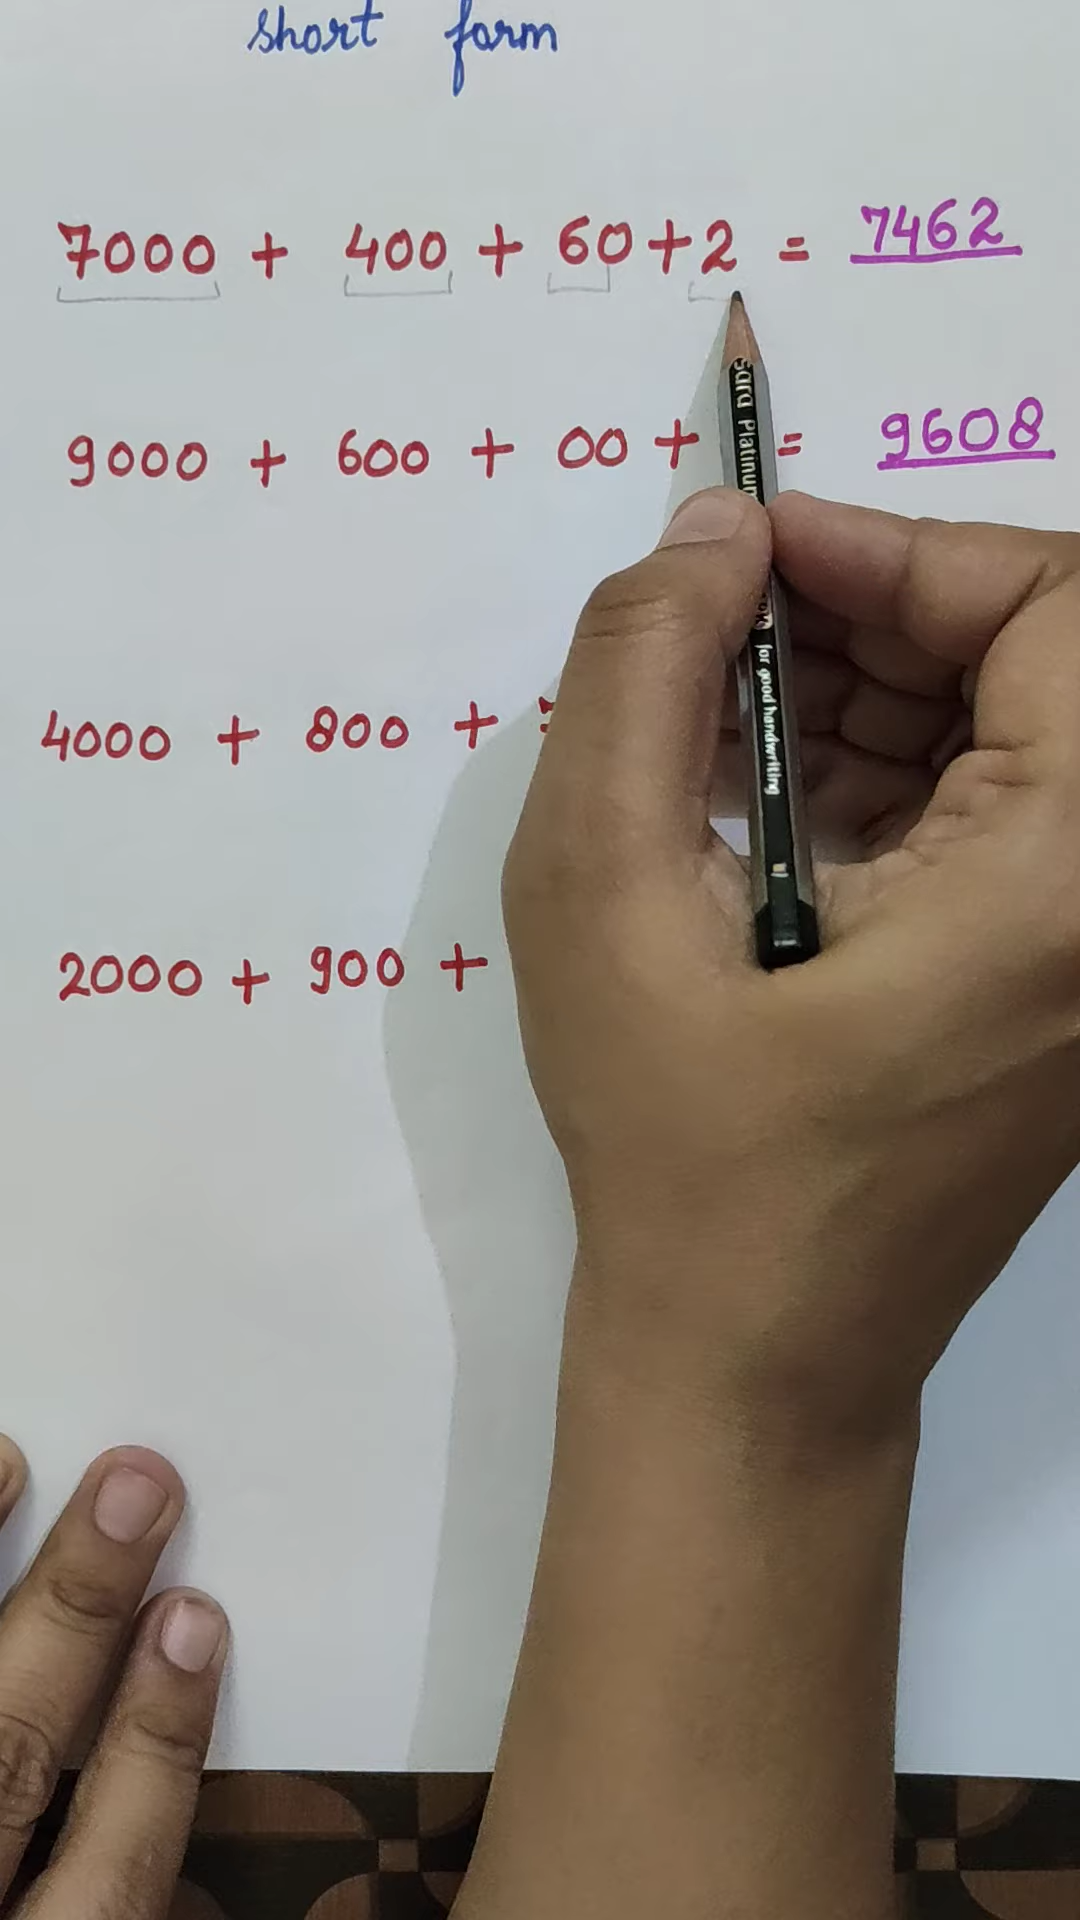 short form
7000 + 400 + 60 + 2 = 7462
9000 + 600 + 00 + = 9608
4000 + 800 +
2000 + 900 +
Platinum
for good handwriting